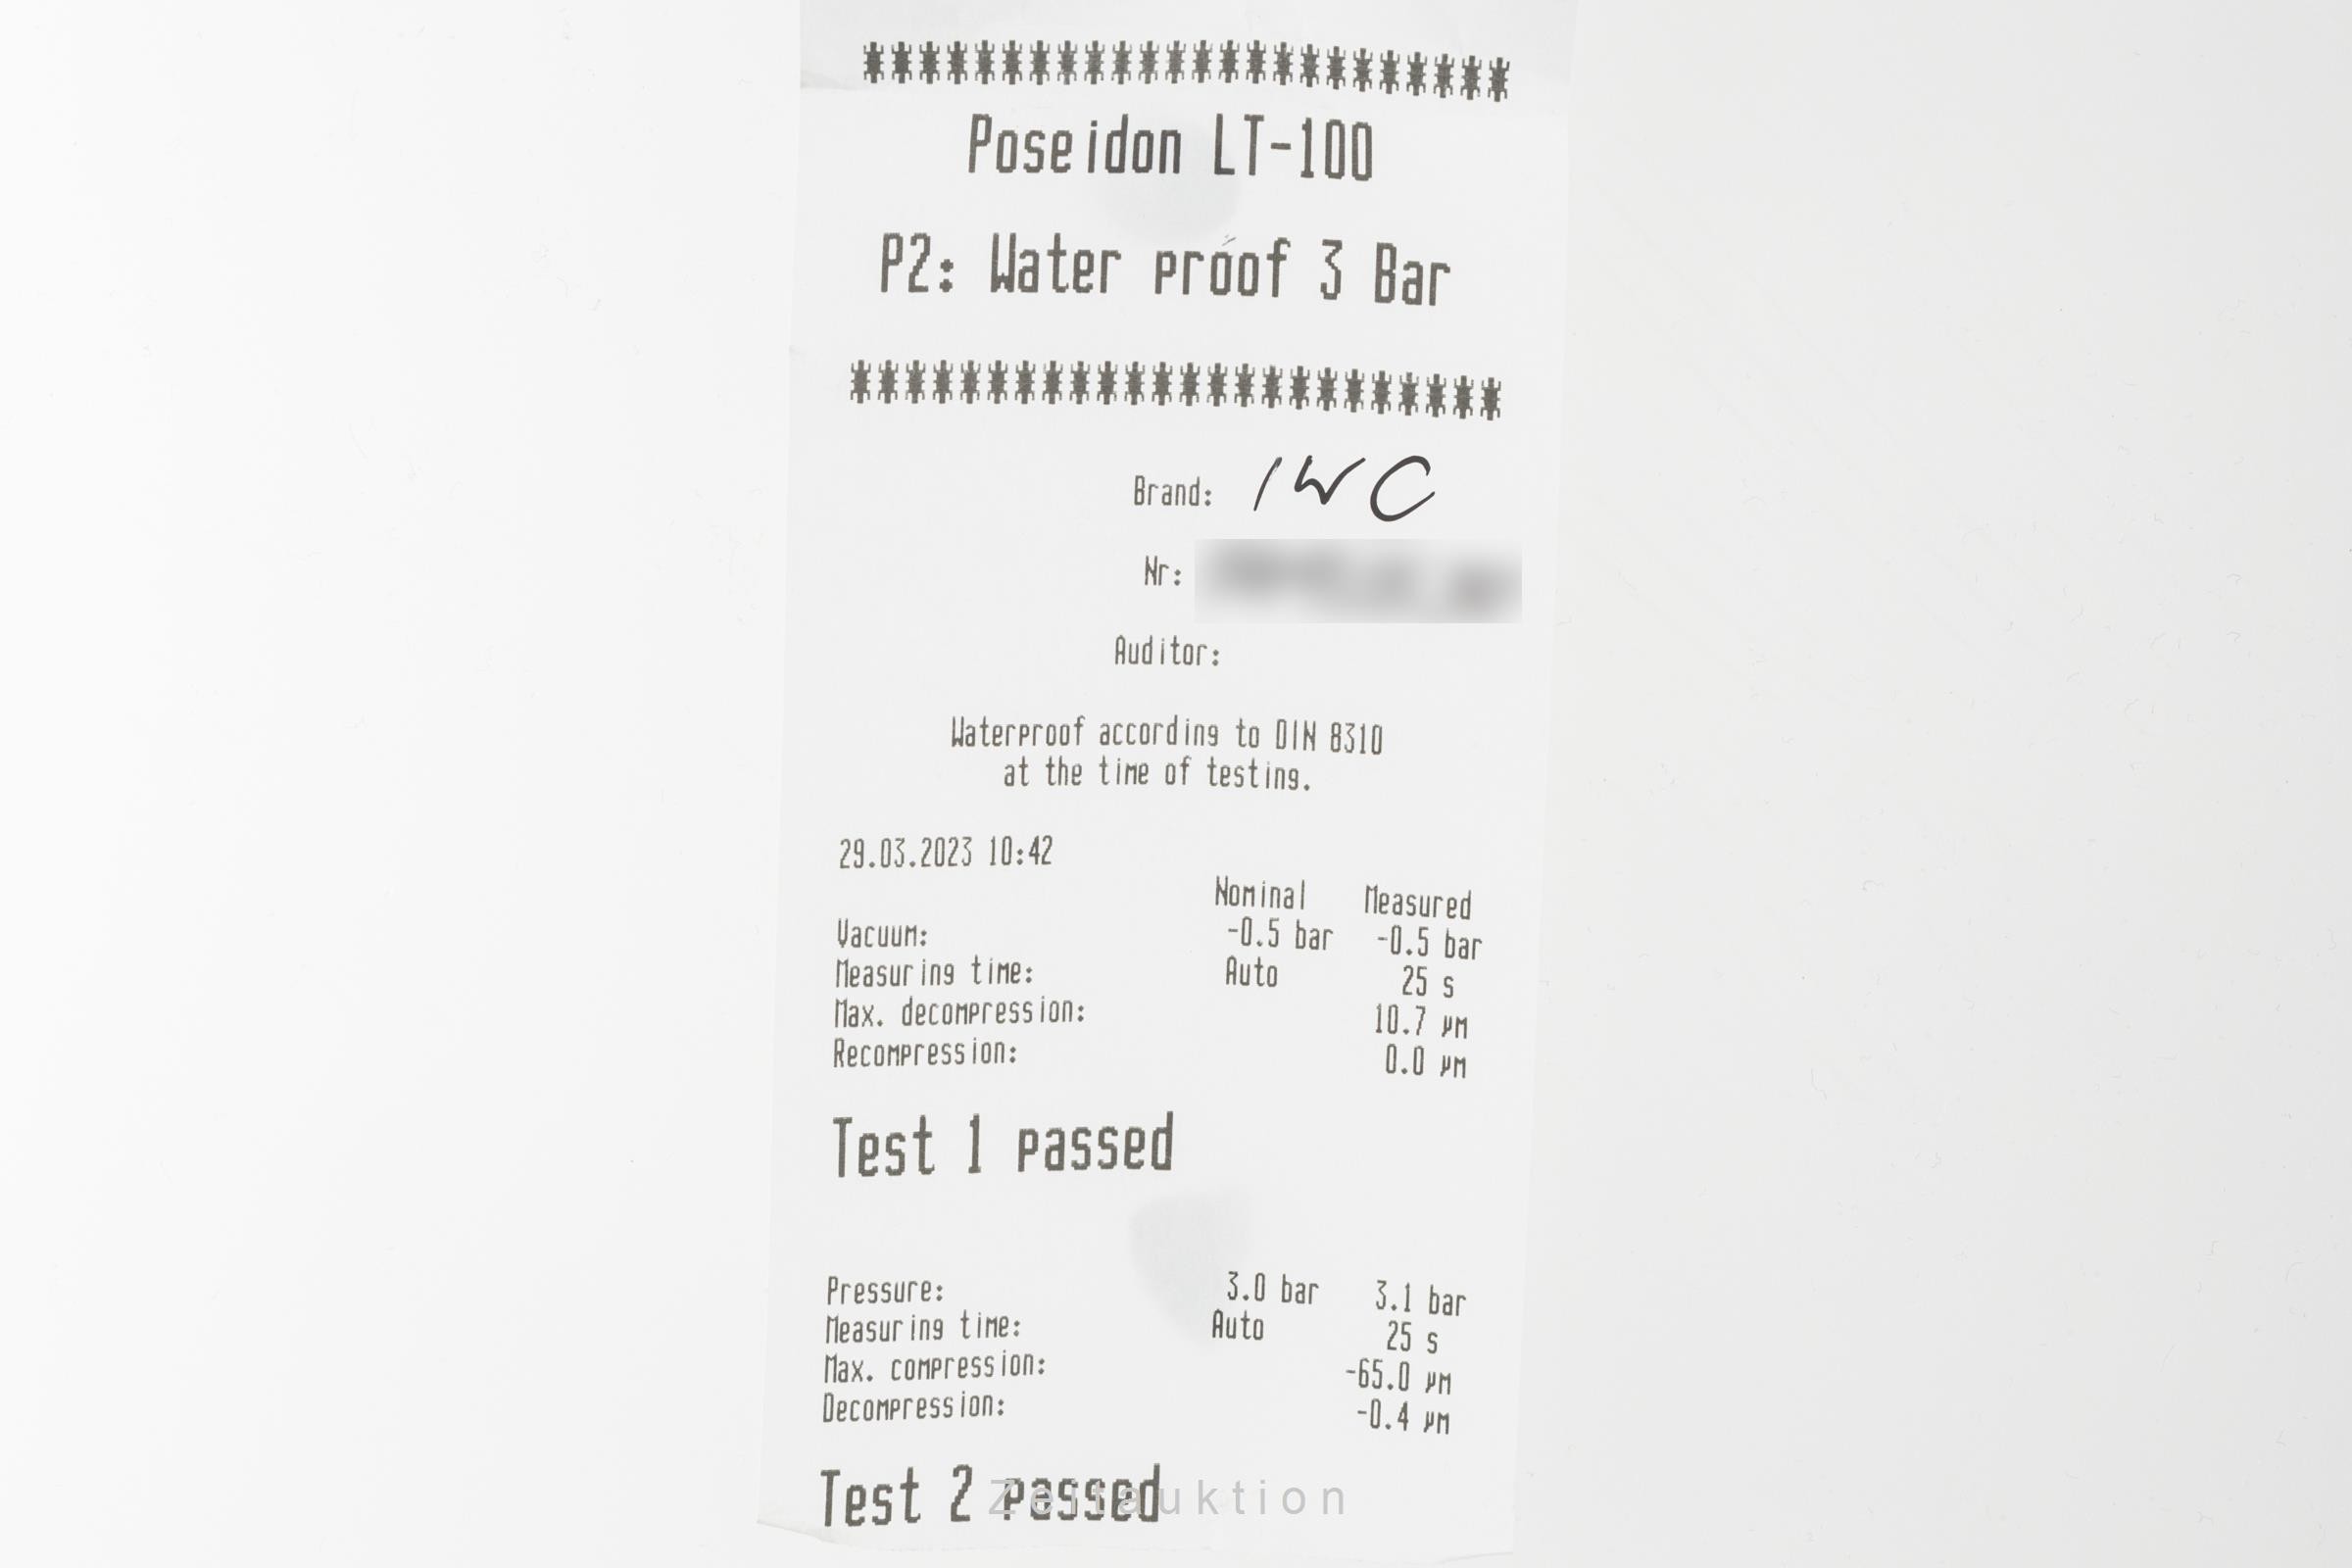 ************************
Poseidon LT-100
P2: Water proof 3 Bar
************************
Brand: IWC
Nr:
Auditor:
Waterproof according to DIN 8310
at the time of testing.
29.03.2023 10:42
Nominal Measured
Vacuum: -0.5 bar -0.5 bar
Measuring time: Auto 25 s
Max. decompression: 10.7 µm
Recompression: 0.0 µm
Test 1 passed
Pressure: 3.0 bar 3.1 bar
Measuring time: Auto 25 s
Max. compression: -65.0 µm
Decompression: -0.4 µm
Test 2 passed
Zeitauktion